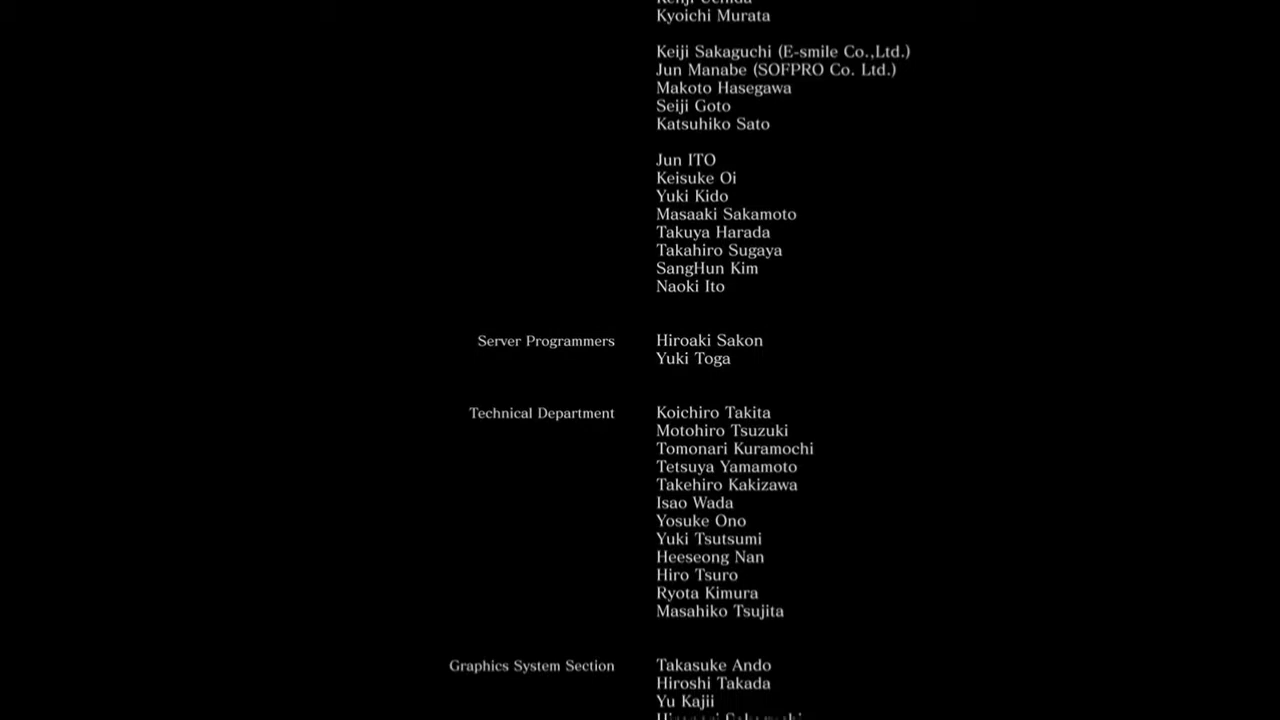 Kyoichi Murata
Keiji Sakaguchi (E-smile Co.,Ltd.)
Jun Manabe (SOFPRO Co. Ltd.)
Makoto Hasegawa
Seiji Goto
Katsuhiko Sato
Jun ITO
Keisuke Oi
Yuki Kido
Masaaki Sakamoto
Takuya Harada
Takahiro Sugaya
SangHun Kim
Naoki Ito
Server Programmers Hiroaki Sakon
Yuki Toga
Technical Department Koichiro Takita
Motohiro Tsuzuki
Tomonari Kuramochi
Tetsuya Yamamoto
Takehiro Kakizawa
Isao Wada
Yosuke Ono
Yuki Tsutsumi
Heeseong Nan
Hiro Tsuro
Ryota Kimura
Masahiko Tsujita
Graphics System Section Takasuke Ando
Hiroshi Takada
Yu Kajii